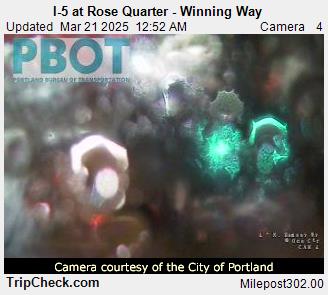 I-5 at Rose Quarter - Winning Way
Updated Mar 21 2025 12:52 AM Camera 4
PBOT
PORTLAND BUREAU OF TRANSPORTATION
Camera courtesy of the City of Portland
TripCheck.com Milepost302.00